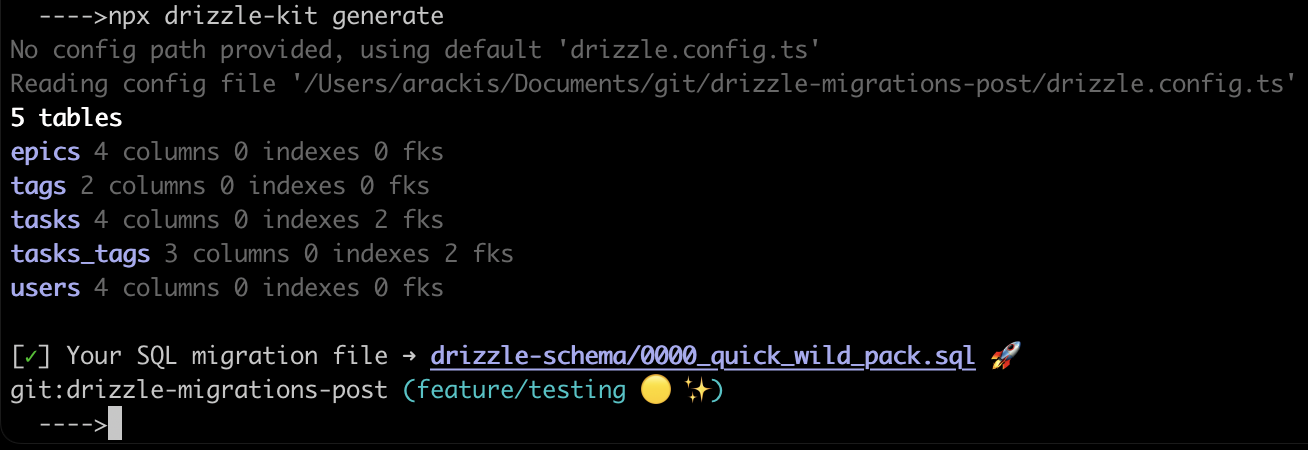 ---->npx drizzle-kit generate
No config path provided, using default 'drizzle.config.ts'
Reading config file '/Users/arackis/Documents/git/drizzle-migrations-post/drizzle.config.ts'
5 tables
epics 4 columns 0 indexes 0 fks
tags 2 columns 0 indexes 0 fks
tasks 4 columns 0 indexes 2 fks
tasks_tags 3 columns 0 indexes 2 fks
users 4 columns 0 indexes 0 fks
[✓] Your SQL migration file ➜ drizzle-schema/0000_quick_wild_pack.sql 🚀
git:drizzle-migrations-post (feature/testing 🟡 ✨)
---->